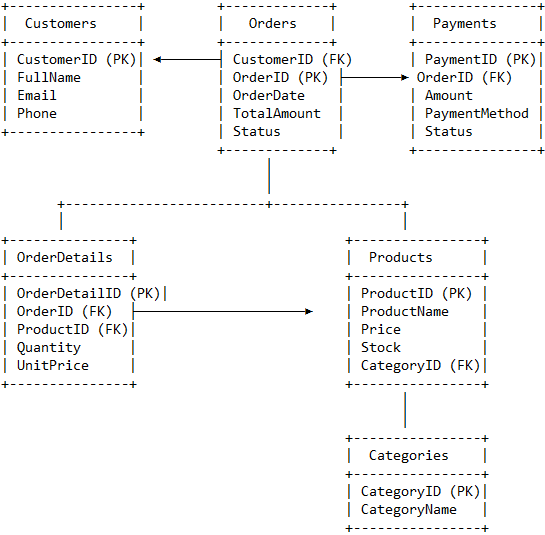 Customers
CustomerID (PK)
FullName
Email
Phone
Orders
CustomerID (FK)
OrderID (PK)
OrderDate
TotalAmount
Status
Payments
PaymentID (PK)
OrderID (FK)
Amount
PaymentMethod
Status
OrderDetails
OrderDetailID (PK)
OrderID (FK)
ProductID (FK)
Quantity
UnitPrice
Products
ProductID (PK)
ProductName
Price
Stock
CategoryID (FK)
Categories
CategoryID (PK)
CategoryName